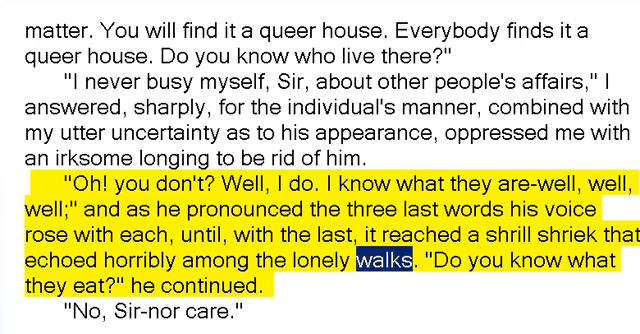 matter. You will find it a queer house. Everybody finds it a
queer house. Do you know who live there?"
"I never busy myself, Sir, about other people's affairs," I
answered, sharply, for the individual's manner, combined with
my utter uncertainty as to his appearance, oppressed me with
an irksome longing to be rid of him.
"Oh! you don't? Well, I do. I know what they are-well, well,
well;" and as he pronounced the three last words his voice
rose with each, until, with the last, it reached a shrill shriek that
echoed horribly among the lonely walks. "Do you know what
they eat?" he continued.
"No, Sir-nor care."